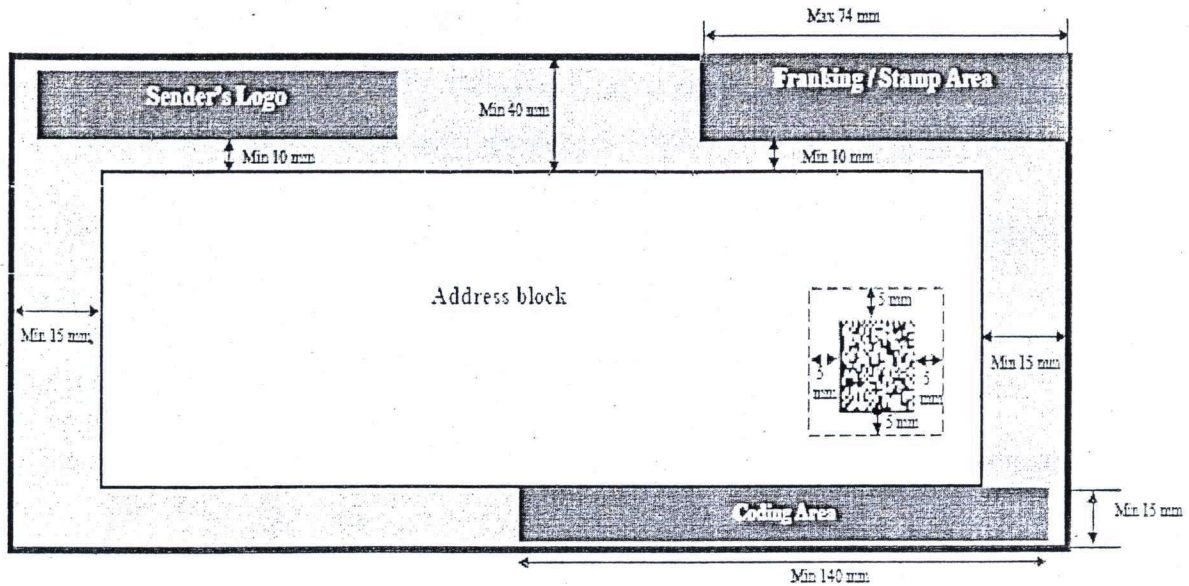 Max 74 mm
Sender's Logo
Franking / Stamp Area
Min 40 mm
Min 10 mm
Min 10 mm
Address block
5 mm
Min 15 mm
5
mm
5
mm
Min 15 mm
5 mm
Coding Area
Min 15 mm
Min 140 mm